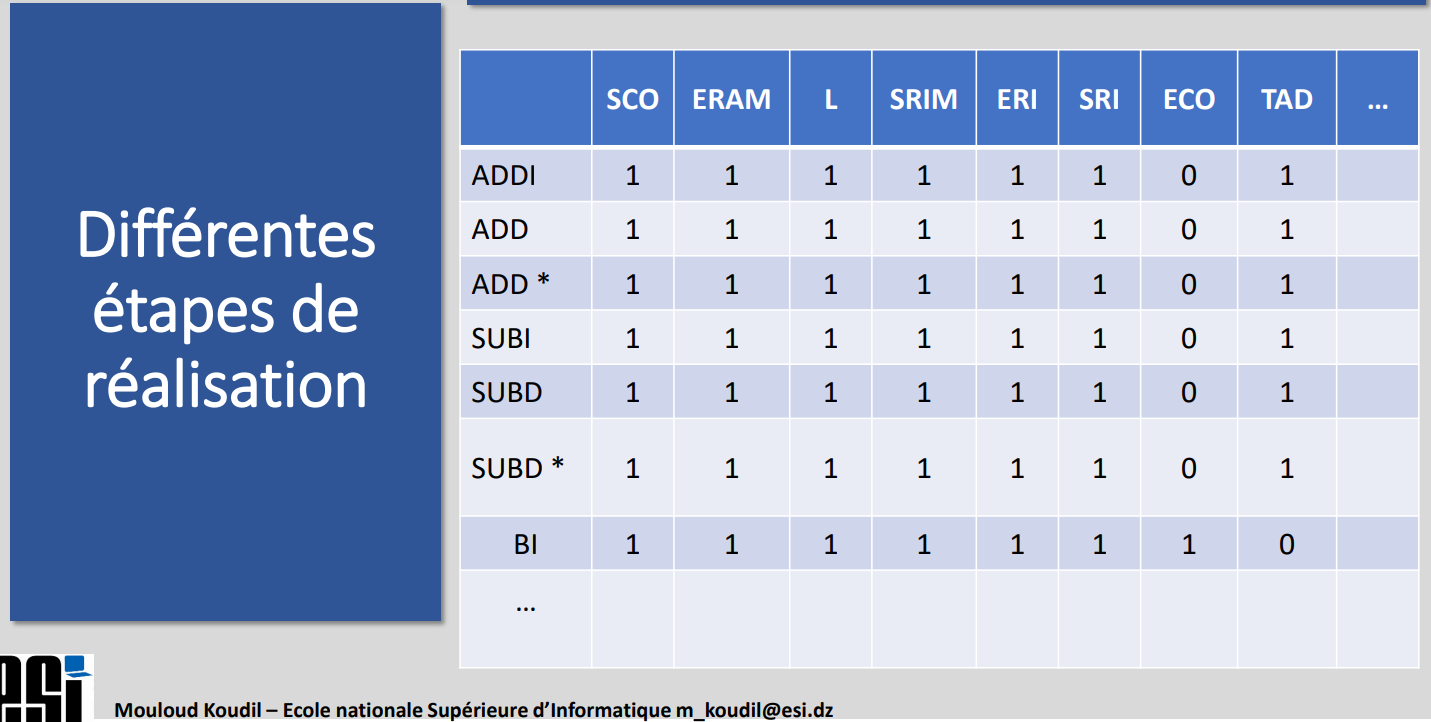 Différentes
étapes de
réalisation
SCO ERAM L SRIM ERI SRI ECO TAD ...
ADDI 1 1 1 1 1 1 0 1
ADD 1 1 1 1 1 1 0 1
ADD * 1 1 1 1 1 1 0 1
SUBI 1 1 1 1 1 1 0 1
SUBD 1 1 1 1 1 1 0 1
SUBD * 1 1 1 1 1 1 0 1
BI 1 1 1 1 1 1 1 0
...
esi
Mouloud Koudil – Ecole nationale Supérieure d’Informatique m_koudil@esi.dz